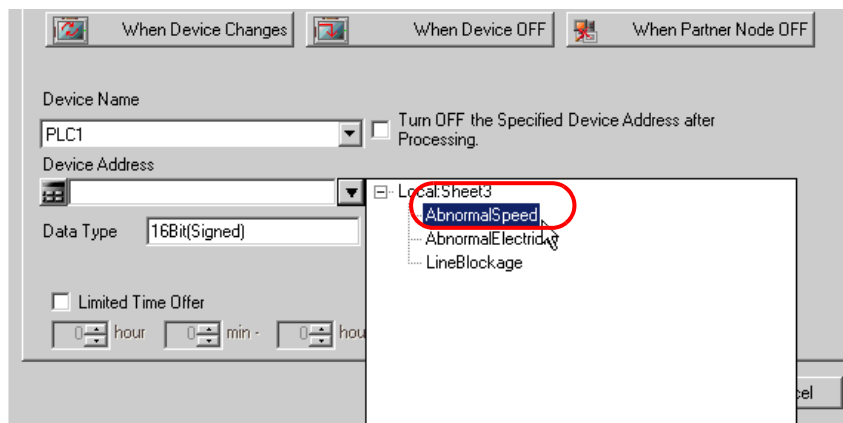 When Device Changes
When Device OFF
When Partner Node OFF
Device Name
PLC1
Turn OFF the Specified Device Address after
Processing.
Device Address
Local:Sheet3
AbnormalSpeed
Data Type
16Bit(Signed)
LineBlockage
Limited Time Offer
0 hour 0 min -
0